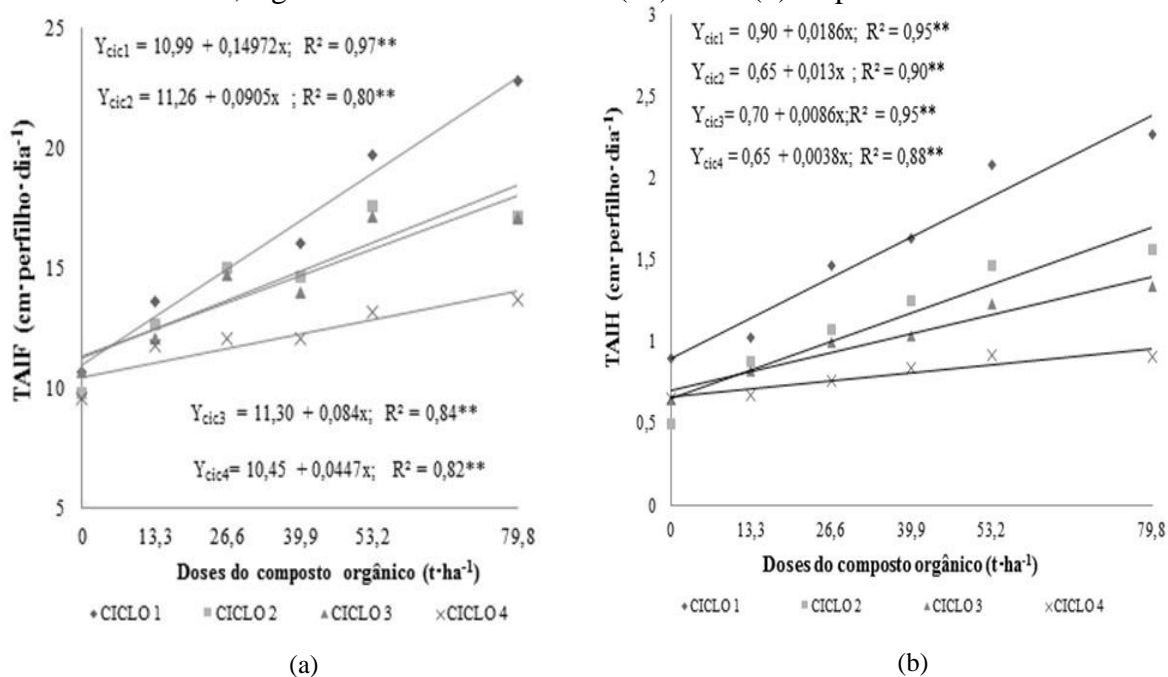 25
20
15
10
5
TAIF (cm·perfilho·dia⁻¹)
Y_cic1 = 10,99 + 0,14972x; R² = 0,97**
Y_cic2 = 11,26 + 0,0905x ; R² = 0,80**
Y_cic3 = 11,30 + 0,084x; R² = 0,84**
Y_cic4= 10,45 + 0,0447x; R² = 0,82**
0 13,3 26,6 39,9 53,2 79,8
Doses do composto orgânico (t·ha⁻¹)
CICLO 1 CICLO 2 CICLO 3 CICLO 4
(a)
3
2,5
2
1,5
1
0,5
0
TAIH (cm·perfilho·dia⁻¹)
Y_cic1 = 0,90 + 0,0186x; R² = 0,95**
Y_cic2 = 0,65 + 0,013x ; R² = 0,90**
Y_cic3= 0,70 + 0,0086x;R² = 0,95**
Y_cic4= 0,65 + 0,0038x; R² = 0,88**
0 13,3 26,6 39,9 53,2 79,8
Doses do composto orgânico (t·ha⁻¹)
CICLO 1 CICLO 2 CICLO 3 CICLO 4
(b)